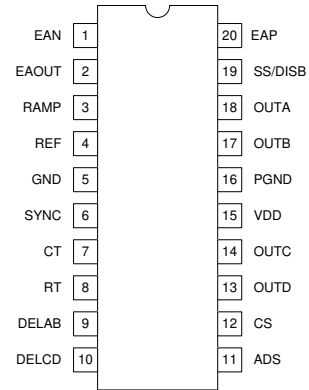 EAN 1 20 EAP
EAOUT 2 19 SS/DISB
RAMP 3 18 OUTA
REF 4 17 OUTB
GND 5 16 PGND
SYNC 6 15 VDD
CT 7 14 OUTC
RT 8 13 OUTD
DELAB 9 12 CS
DELCD 10 11 ADS